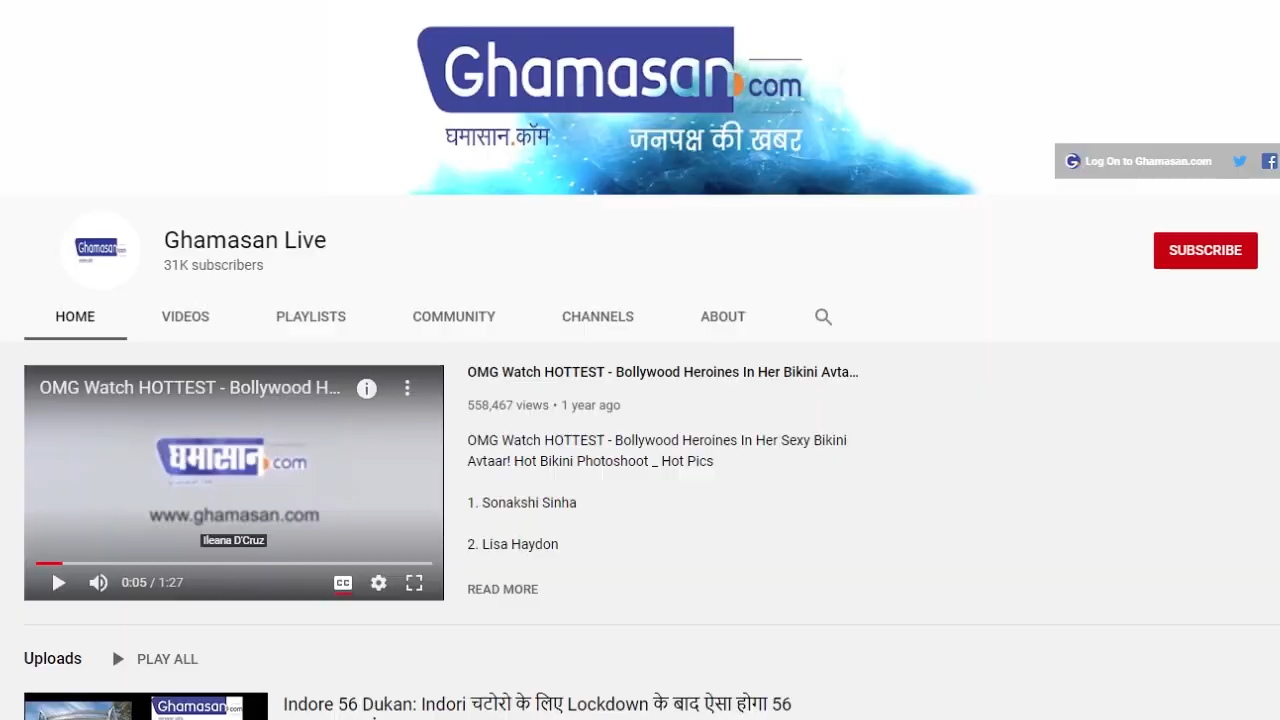 Ghamasan.com
घमासान.कॉम
जनपक्ष की खबर
Log On to Ghamasan.com
Ghamasan
Ghamasan Live
31K subscribers
SUBSCRIBE
HOME VIDEOS PLAYLISTS COMMUNITY CHANNELS ABOUT
OMG Watch HOTTEST - Bollywood H...
घमासान.com
www.ghamasan.com
Ileana D'Cruz
0:05 / 1:27
CC
OMG Watch HOTTEST - Bollywood Heroines In Her Bikini Avta...
558,467 views • 1 year ago
OMG Watch HOTTEST - Bollywood Heroines In Her Sexy Bikini
Avtaar! Hot Bikini Photoshoot _ Hot Pics
1. Sonakshi Sinha
2. Lisa Haydon
READ MORE
Uploads PLAY ALL
Ghamasan.com
Indore 56 Dukan: Indori चटोरो के लिए Lockdown के बाद ऐसा होगा 56